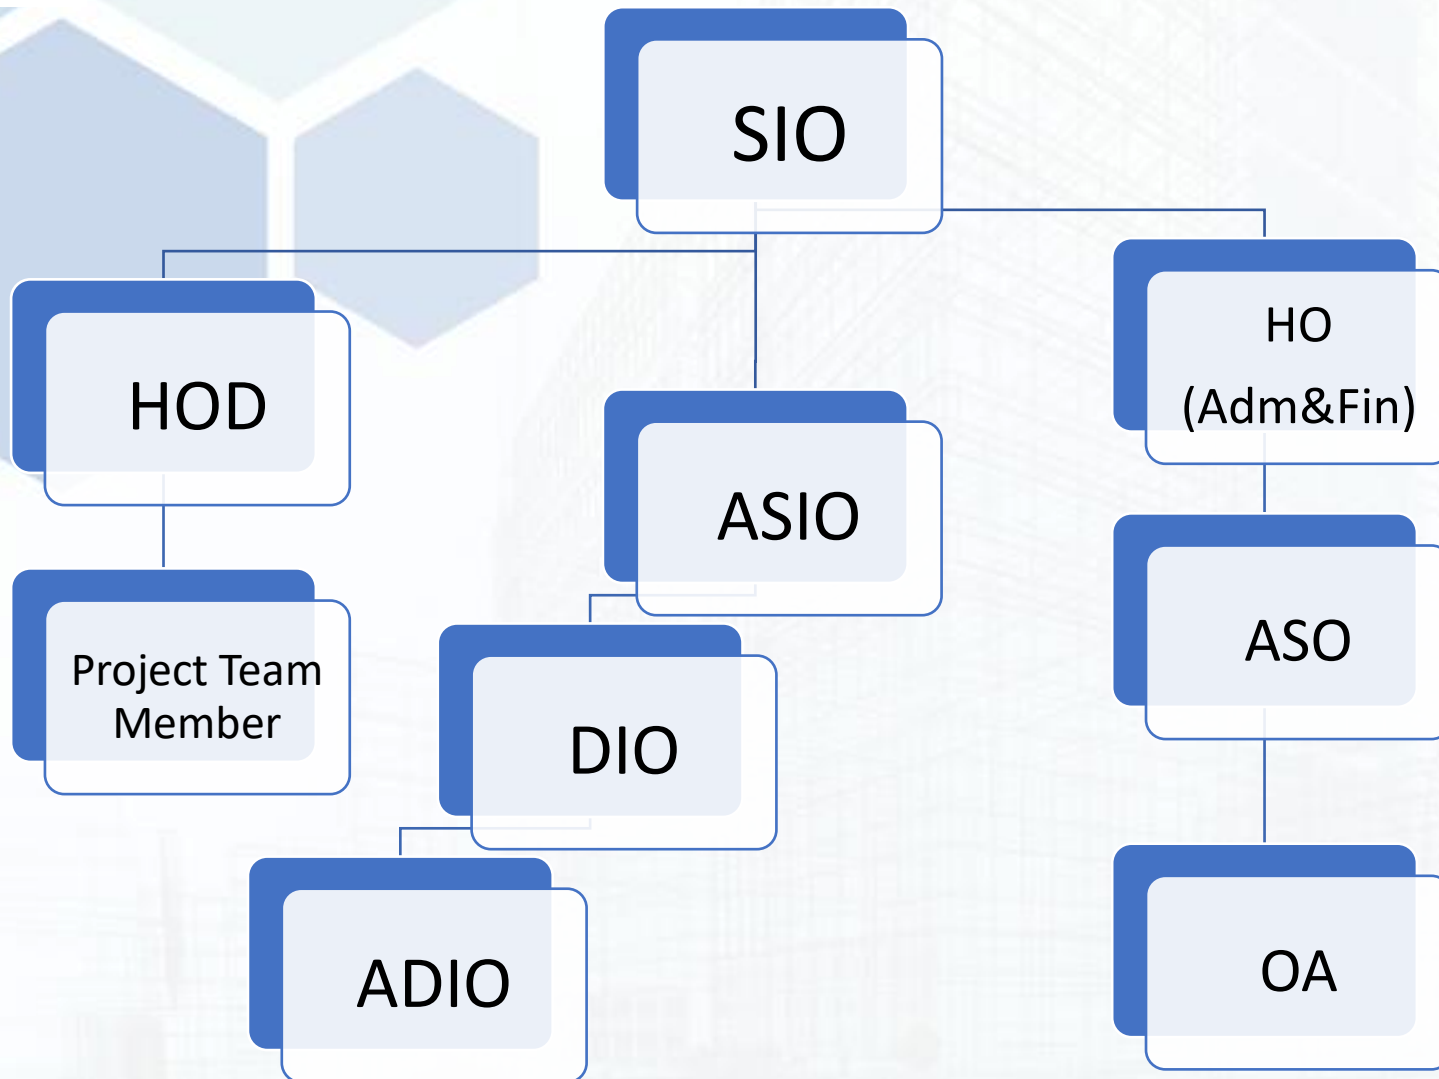 SIO
HOD
ASIO
HO
(Adm&Fin)
Project Team
Member
DIO
ASO
ADIO
OA